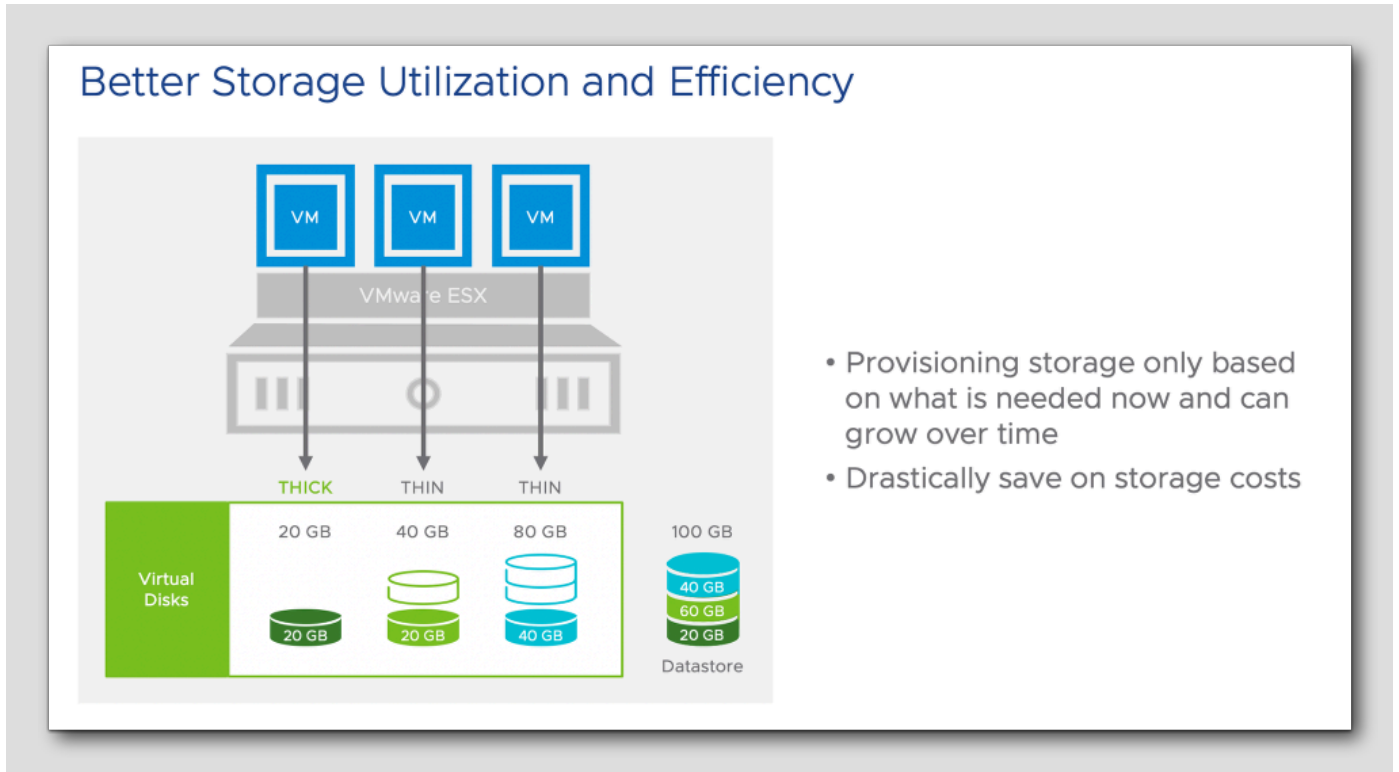 Better Storage Utilization and Efficiency
VM VM VM
VMware ESX
THICK THIN THIN
20 GB 40 GB 80 GB 100 GB
Virtual
Disks
20 GB 20 GB 40 GB
40 GB
60 GB
20 GB
Datastore
• Provisioning storage only based
on what is needed now and can
grow over time
• Drastically save on storage costs